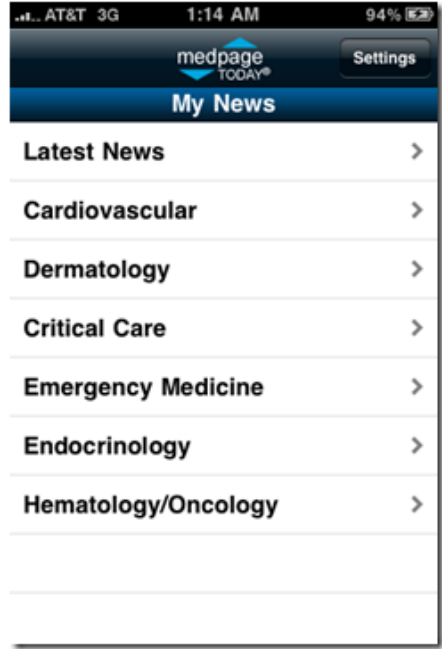 AT&T 3G 1:14 AM 94%
medpage
TODAY®
Settings
My News
Latest News
Cardiovascular
Dermatology
Critical Care
Emergency Medicine
Endocrinology
Hematology/Oncology